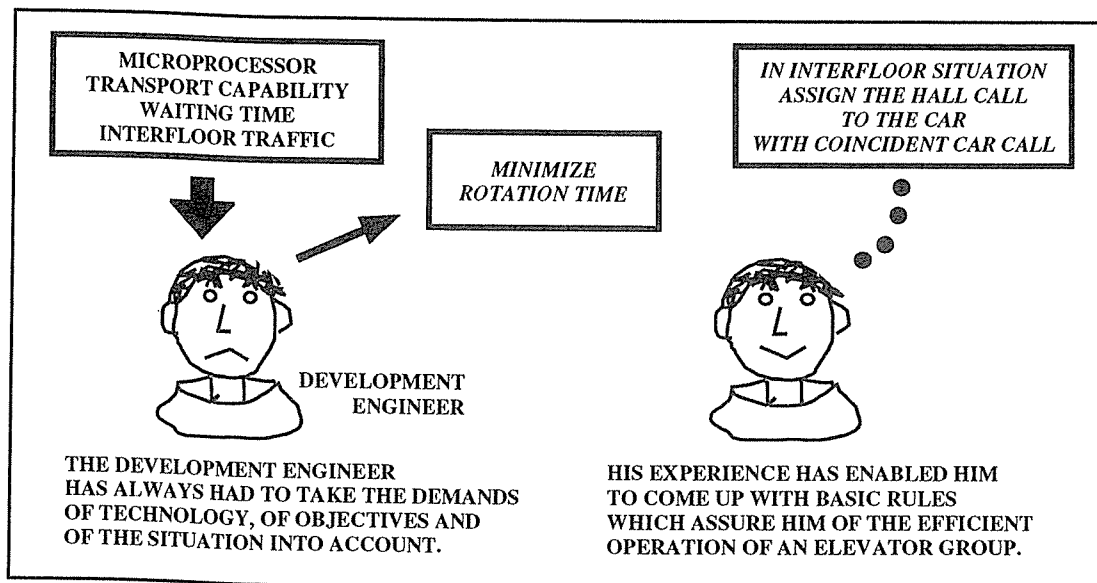 MICROPROCESSOR
TRANSPORT CAPABILITY
WAITING TIME
INTERFLOOR TRAFFIC
MINIMIZE
ROTATION TIME
DEVELOPMENT
ENGINEER
THE DEVELOPMENT ENGINEER
HAS ALWAYS HAD TO TAKE THE DEMANDS
OF TECHNOLOGY, OF OBJECTIVES AND
OF THE SITUATION INTO ACCOUNT.
IN INTERFLOOR SITUATION
ASSIGN THE HALL CALL
TO THE CAR
WITH COINCIDENT CAR CALL
HIS EXPERIENCE HAS ENABLED HIM
TO COME UP WITH BASIC RULES
WHICH ASSURE HIM OF THE EFFICIENT
OPERATION OF AN ELEVATOR GROUP.